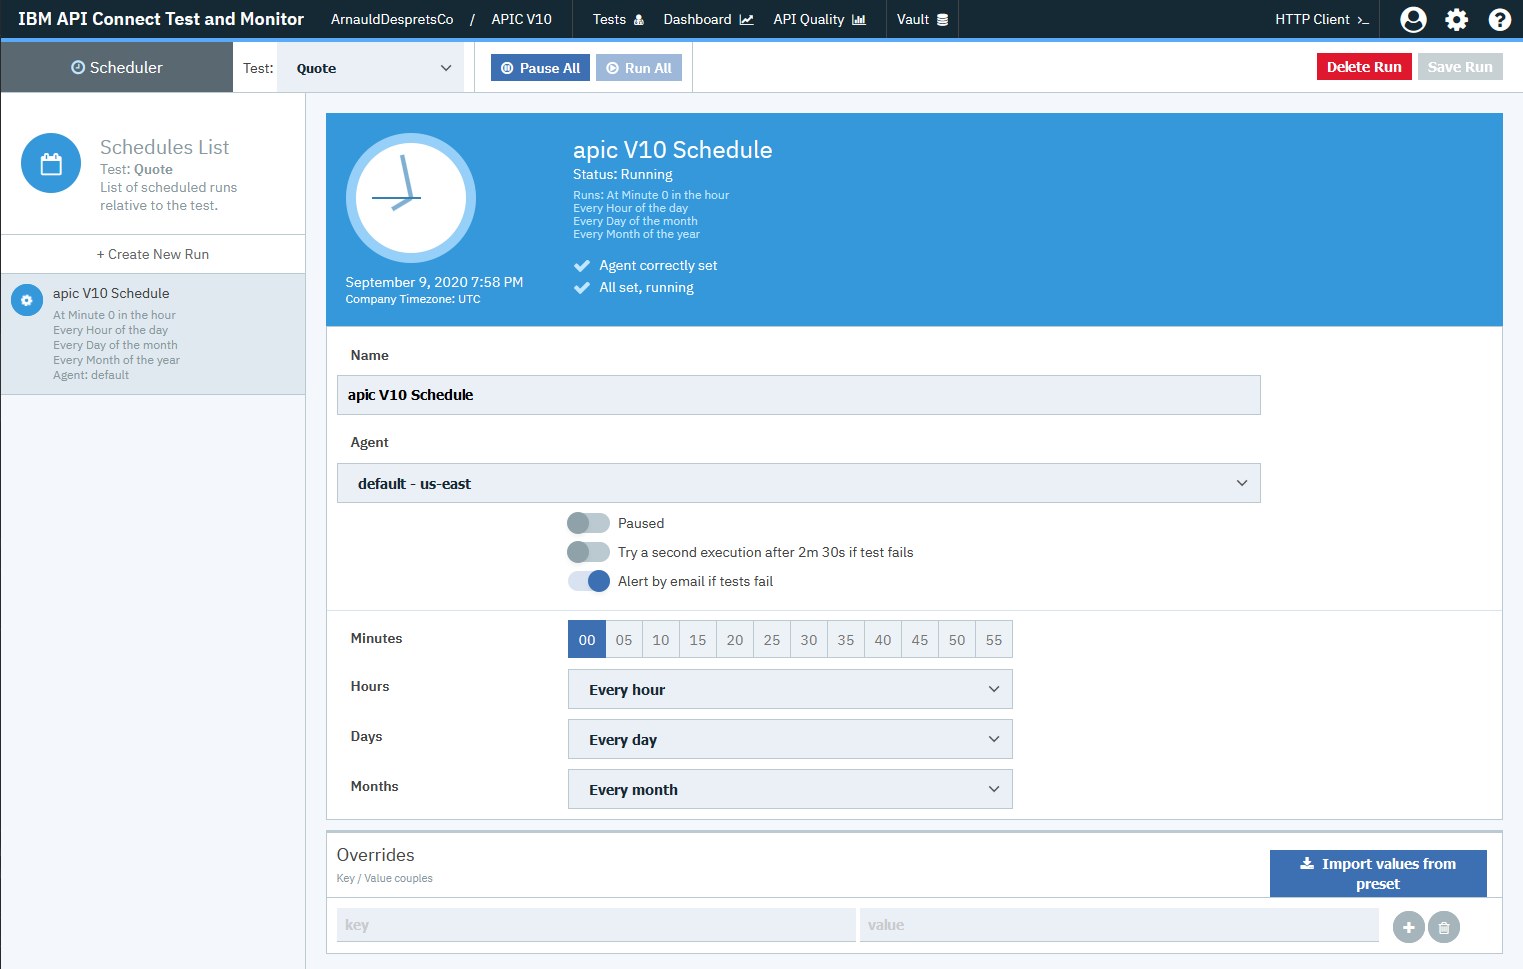 IBM API Connect Test and Monitor ArnauldDespretsCo / APIC V10 Tests Dashboard API Quality Vault HTTP Client >_
Scheduler Test: Quote Pause All Run All Delete Run Save Run
Schedules List
Test: Quote
List of scheduled runs
relative to the test.
+ Create New Run
apic V10 Schedule
At Minute 0 in the hour
Every Hour of the day
Every Day of the month
Every Month of the year
Agent: default
apic V10 Schedule
Status: Running
Runs: At Minute 0 in the hour
Every Hour of the day
Every Day of the month
Every Month of the year
Agent correctly set
All set, running
September 9, 2020 7:58 PM
Company Timezone: UTC
Name
apic V10 Schedule
Agent
default - us-east
Paused
Try a second execution after 2m 30s if test fails
Alert by email if tests fail
Minutes 00 05 10 15 20 25 30 35 40 45 50 55
Hours Every hour
Days Every day
Months Every month
Overrides
Key / Value couples
Import values from
preset
key value